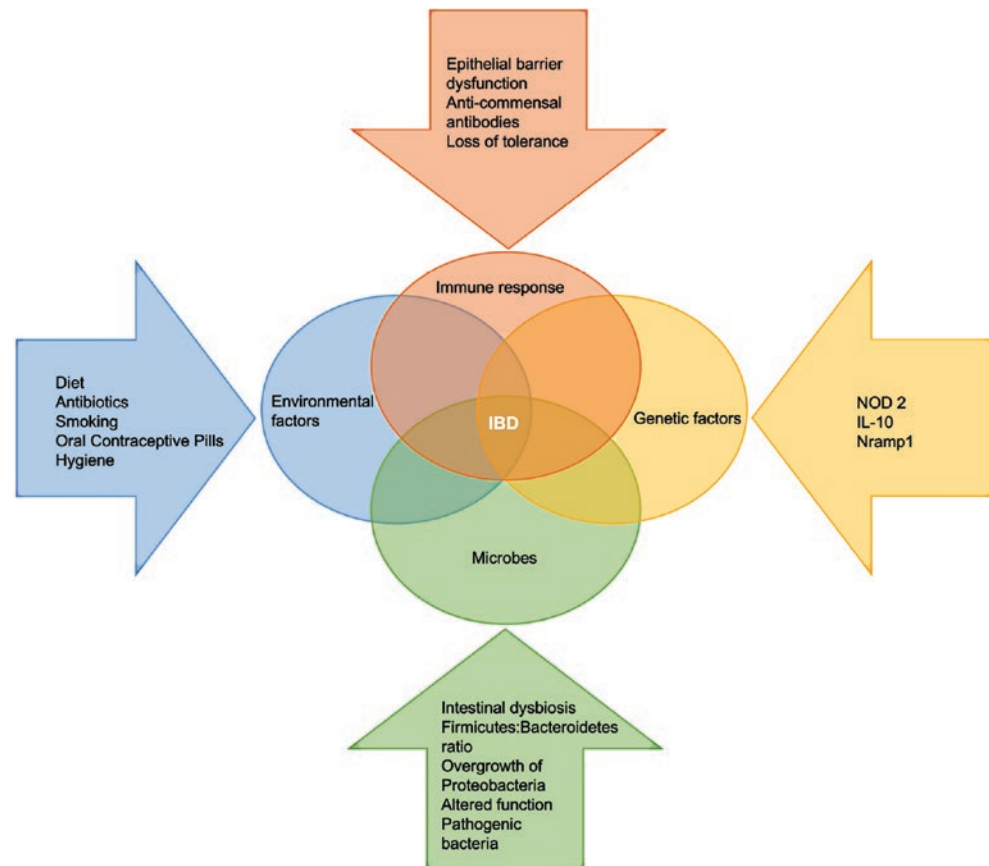 Epithelial barrier
dysfunction
Anti-commensal
antibodies
Loss of tolerance
Immune response
Diet
Antibiotics
Smoking
Oral Contraceptive Pills
Hygiene
Environmental
factors
IBD
Genetic factors
NOD 2
IL-10
Nramp1
Microbes
Intestinal dysbiosis
Firmicutes:Bacteroidetes
ratio
Overgrowth of
Proteobacteria
Altered function
Pathogenic
bacteria